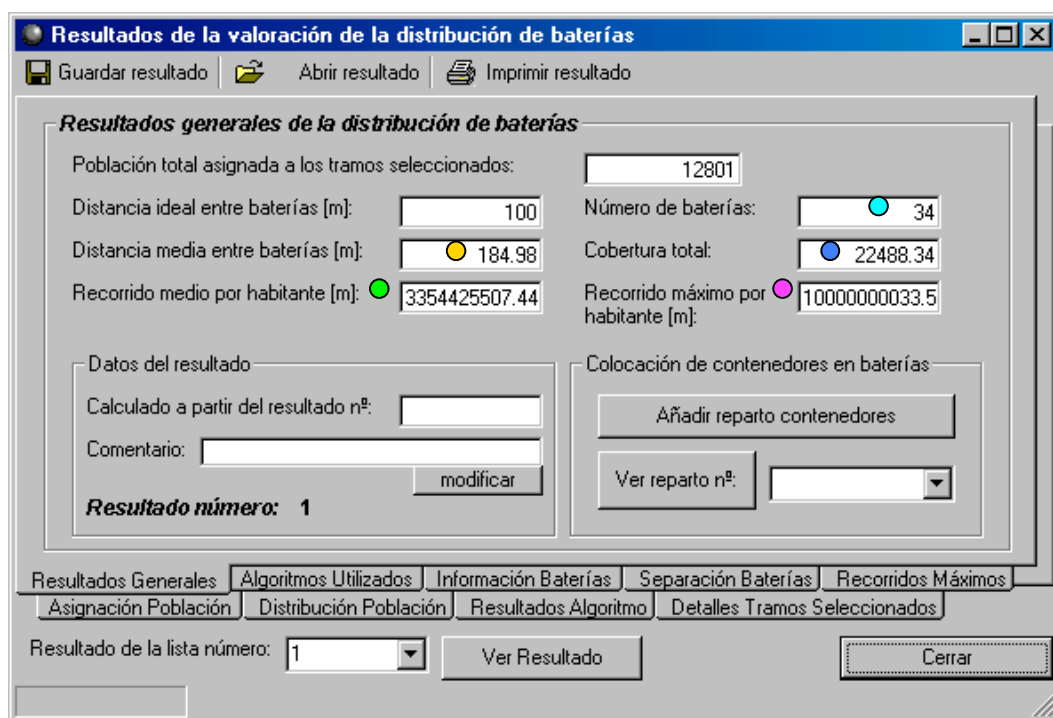 Resultados de la valoración de la distribución de baterías
Guardar resultado Abrir resultado Imprimir resultado
Resultados generales de la distribución de baterías
Población total asignada a los tramos seleccionados: 12801
Distancia ideal entre baterías [m]: 100 Número de baterías: 34
Distancia media entre baterías [m]: 184.98 Cobertura total: 22488.34
Recorrido medio por habitante [m]: 3354425507.44 Recorrido máximo por 10000000033.5
habitante [m]:
Datos del resultado Colocación de contenedores en baterías
Calculado a partir del resultado nº: Añadir reparto contenedores
Comentario:
modificar Ver reparto nº:
Resultado número: 1
Resultados Generales Algoritmos Utilizados Información Baterías Separación Baterías Recorridos Máximos
Asignación Población Distribución Población Resultados Algoritmo Detalles Tramos Seleccionados
Resultado de la lista número: 1 Ver Resultado Cerrar